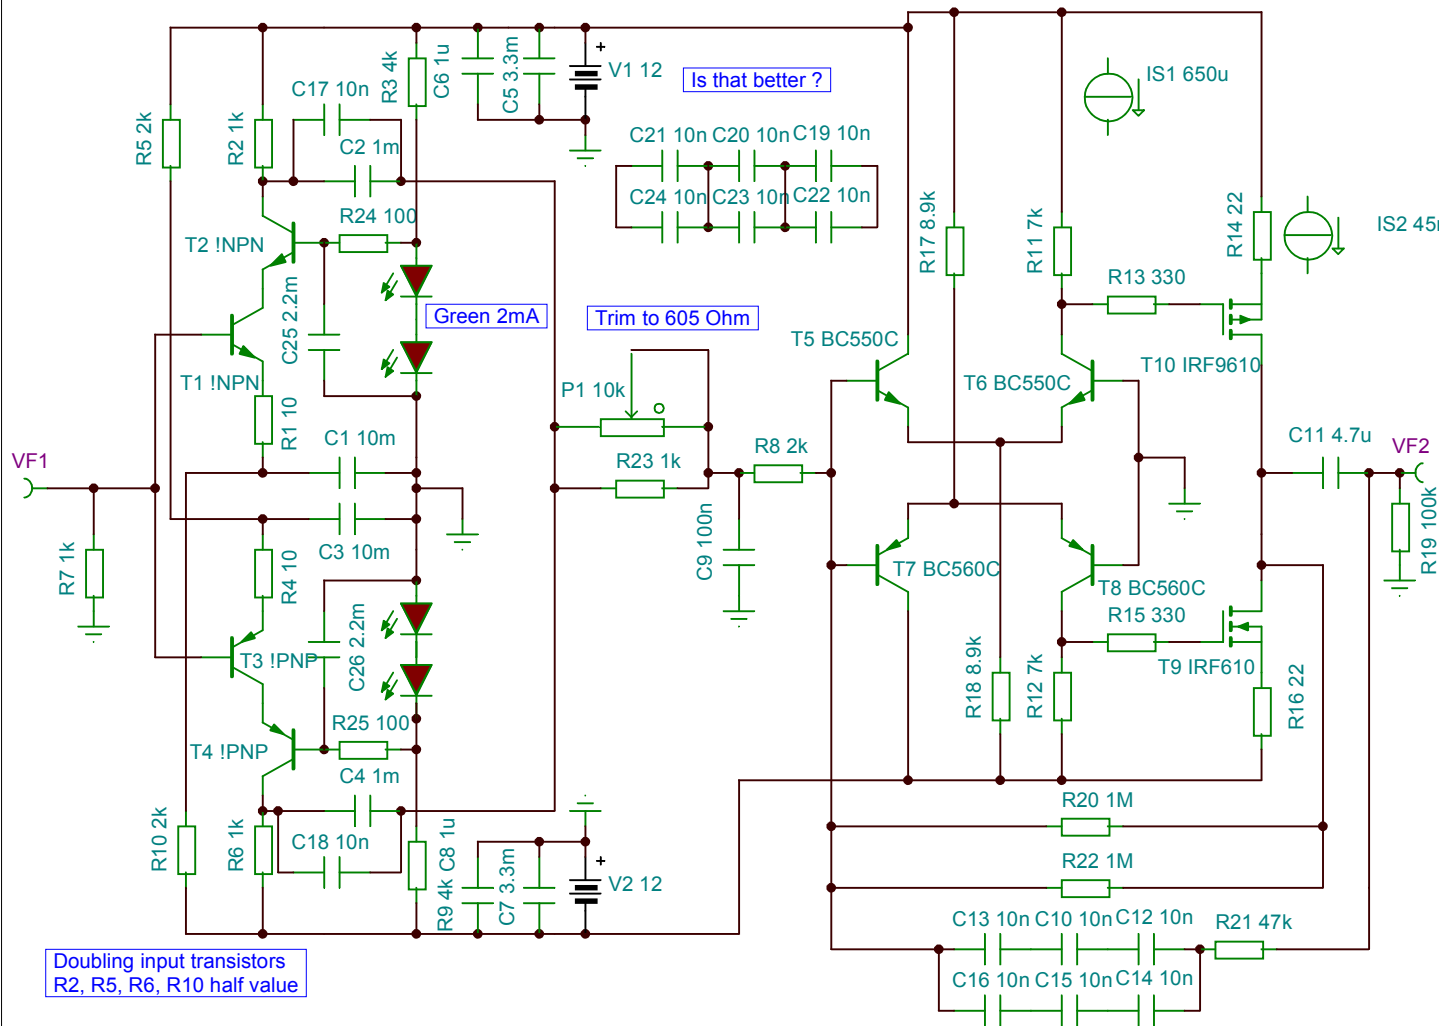 R5 2k
R2 1k
C17 10n
C2 1m
R3 4k
C6 1u
C5 3.3m
+
V1 12
Is that better ?
IS1 650u
C21 10n C20 10n C19 10n
C24 10n C23 10n C22 10n
R24 100
T2 !NPN
C25 2.2m
Green 2mA
Trim to 605 Ohm
R17 8.9k
R11 7k
R14 22
IS2 45
R13 330
T5 BC550C
T6 BC550C
T10 IRF9610
T1 !NPN
R1 10
P1 10k
R8 2k
R23 1k
C11 4.7u
VF1
VF2
C1 10m
C3 10m
R7 1k
R4 10
C9 100n
R19 100k
T7 BC560C
T8 BC560C
R15 330
T3 !PNP
C26 2.2m
T9 IRF610
R18 8.9k
R12 7k
R16 22
R25 100
T4 !PNP
C4 1m
R10 2k
R6 1k
C18 10n
R9 4k
C8 1u
C7 3.3m
+
V2 12
R20 1M
R22 1M
C13 10n C10 10n C12 10n
R21 47k
C16 10n C15 10n C14 10n
Doubling input transistors
R2, R5, R6, R10 half value